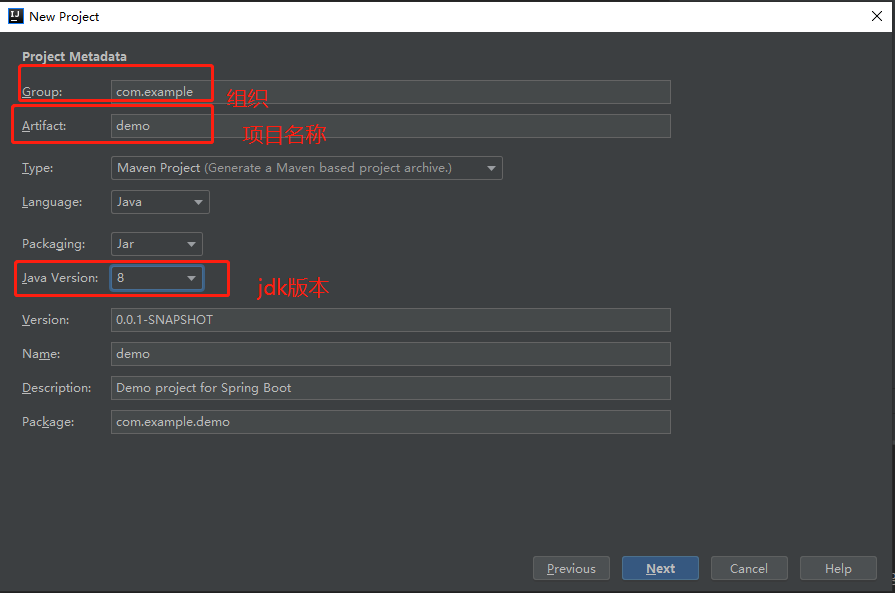 New Project
Project Metadata
Group: com.example
组织
Artifact: demo
项目名称
Type: Maven Project (Generate a Maven based project archive.)
Language: Java
Packaging: Jar
Java Version: 8
jdk版本
Version: 0.0.1-SNAPSHOT
Name: demo
Description: Demo project for Spring Boot
Package: com.example.demo
Previous Next Cancel Help